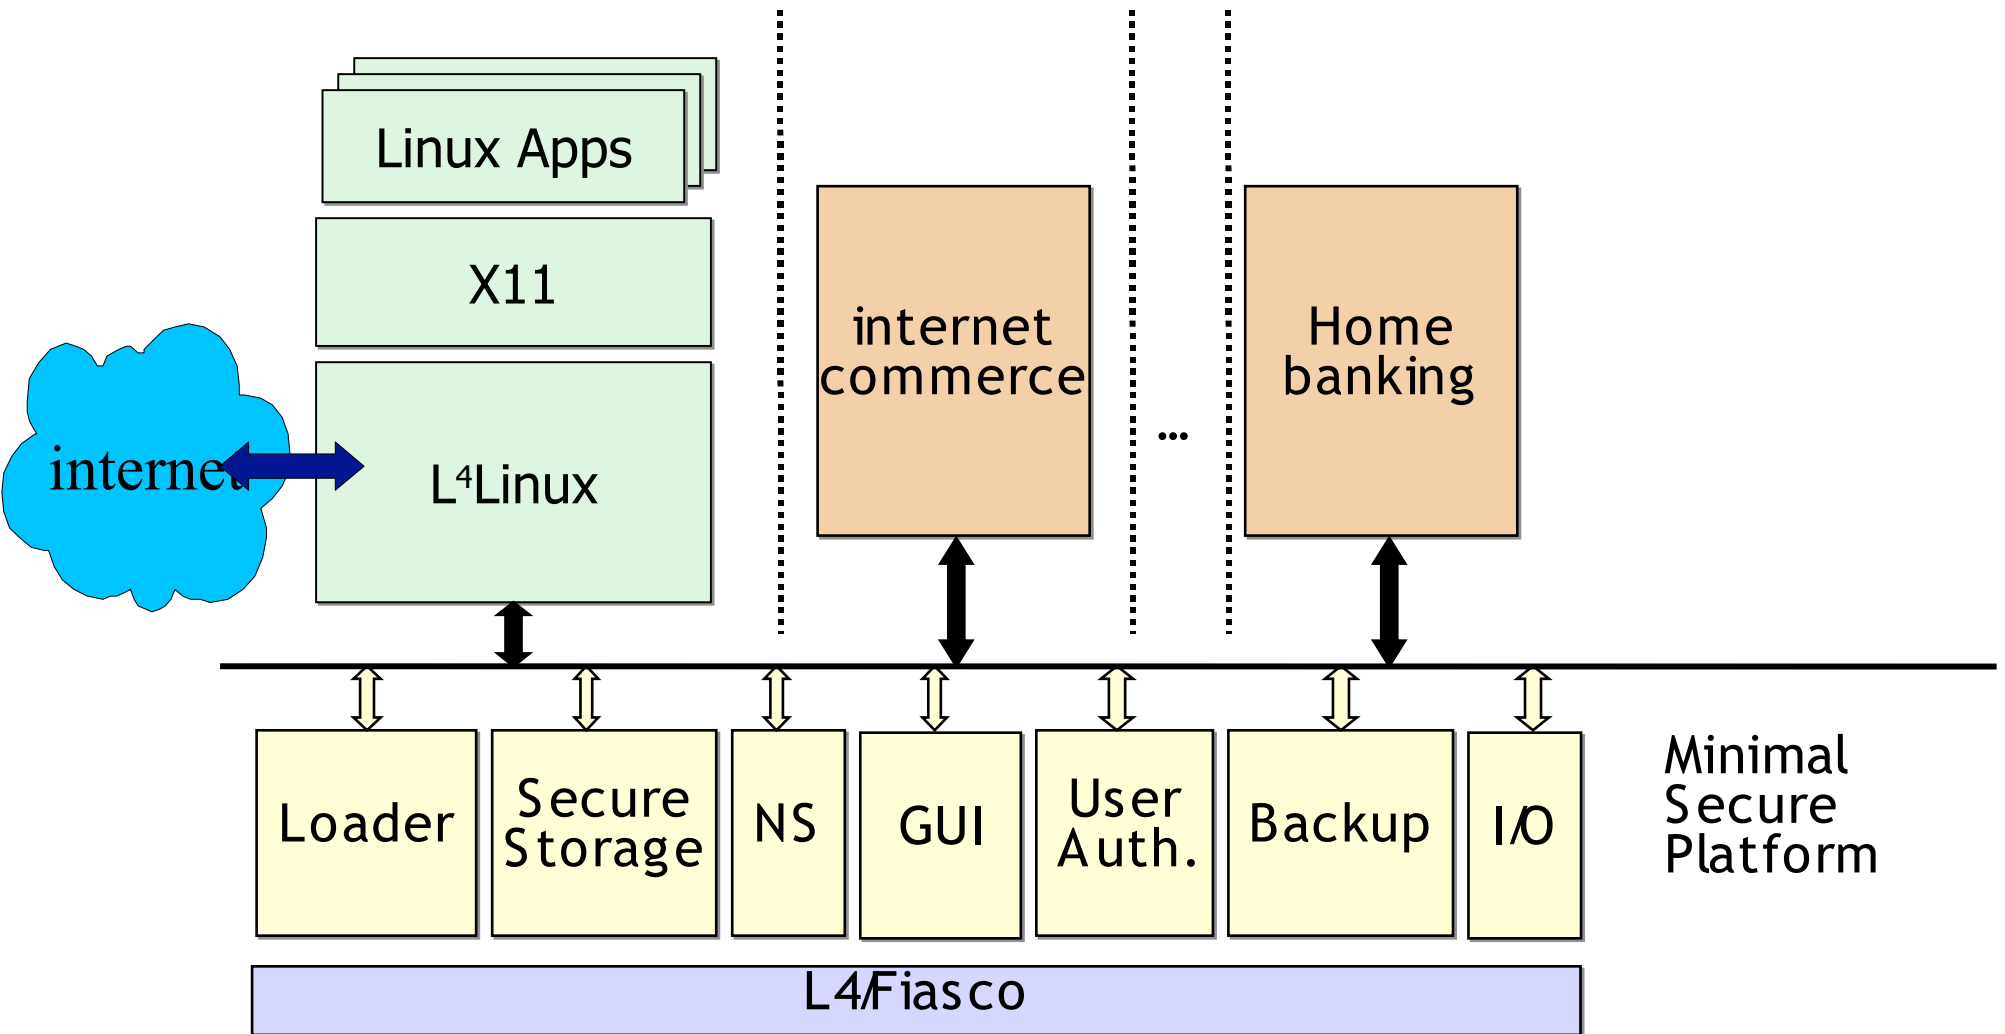 Linux Apps
X11
internet
L⁴Linux
internet
commerce
...
Home
banking
Loader
Secure
Storage
NS
GUI
User
Auth.
Backup
I/O
Minimal
Secure
Platform
L4/Fiasco